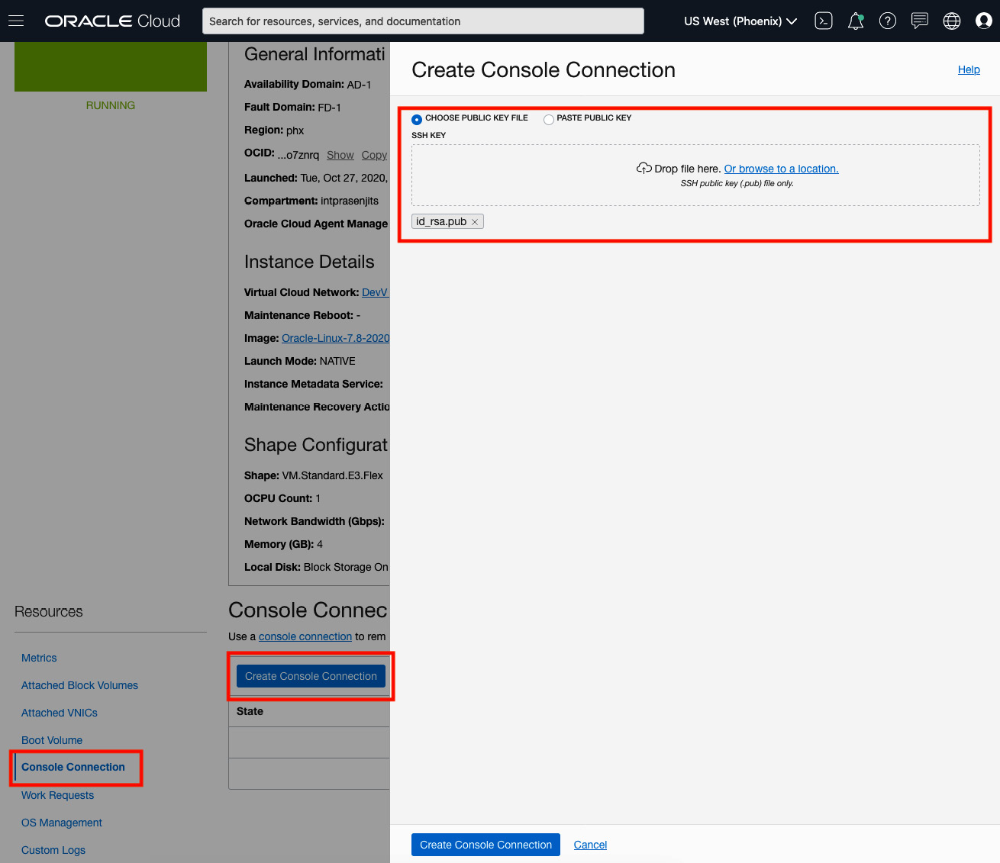 ORACLE Cloud
Search for resources, services, and documentation
US West (Phoenix)
RUNNING
General Informati
Availability Domain: AD-1
Fault Domain: FD-1
Region: phx
OCID: ...o7znrq Show Copy
Launched: Tue, Oct 27, 2020,
Compartment: intprasenjits
Oracle Cloud Agent Manage
Instance Details
Virtual Cloud Network: DevV
Maintenance Reboot: -
Image: Oracle-Linux-7.8-2020
Launch Mode: NATIVE
Instance Metadata Service:
Maintenance Recovery Actio
Shape Configurat
Shape: VM.Standard.E3.Flex
OCPU Count: 1
Network Bandwidth (Gbps):
Memory (GB): 4
Local Disk: Block Storage On
Resources
Metrics
Attached Block Volumes
Attached VNICs
Boot Volume
Console Connection
Work Requests
OS Management
Custom Logs
Console Connec
Use a console connection to rem
Create Console Connection
State
Create Console Connection
Help
CHOOSE PUBLIC KEY FILE
PASTE PUBLIC KEY
SSH KEY
Drop file here. Or browse to a location.
SSH public key (.pub) file only.
id_rsa.pub ×
Create Console Connection
Cancel